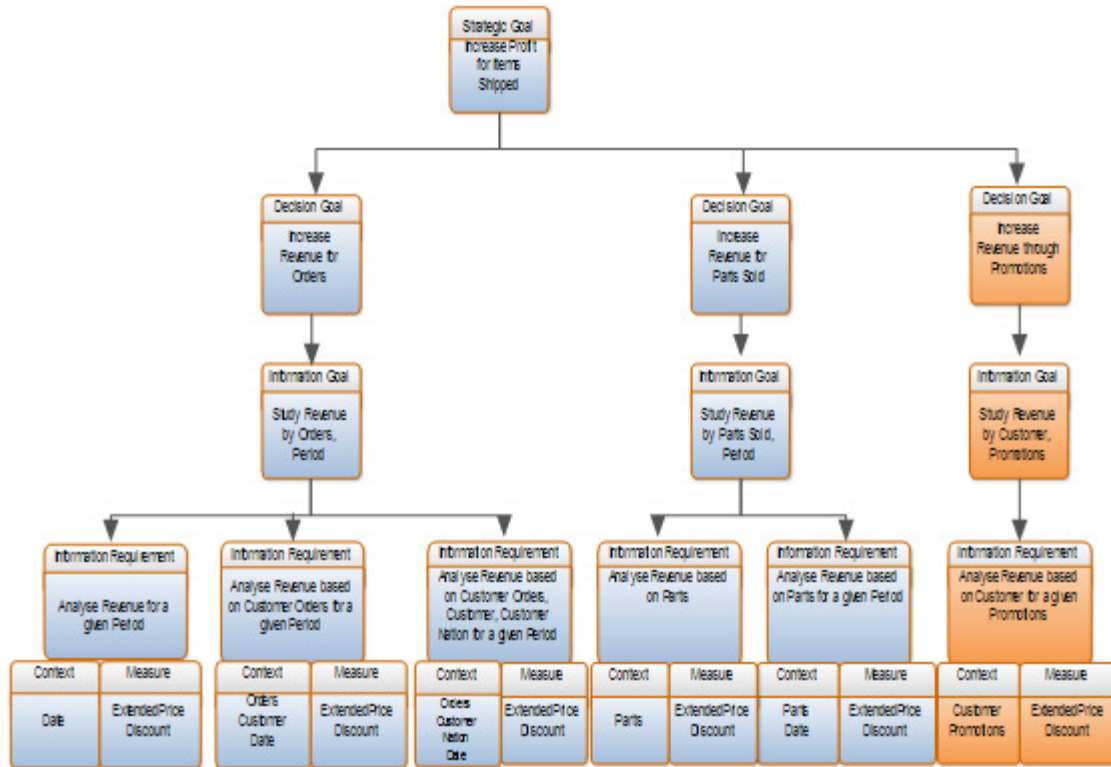 Strategic Goal
Increase Profit
for Items
Shipped
Decision Goal
Increase
Revenue for
Orders
Decision Goal
Increase
Revenue for
Parts Sold
Decision Goal
Increase
Revenue through
Promotions
Information Goal
Study Revenue
by Orders,
Period
Information Goal
Study Revenue
by Parts Sold,
Period
Information Goal
Study Revenue
by Customer,
Promotions
Information Requirement
Analyse Revenue for a
given Period
Context
Date
Measure
ExtendedPrice
Discount
Information Requirement
Analyse Revenue based
on Customer Orders for a
given Period
Context
Orders
Customer
Date
Measure
ExtendedPrice
Discount
Information Requirement
Analyse Revenue based
on Customer Orders,
Customer, Customer
Nation for a given Period
Context
Orders
Customer
Nation
Date
Measure
ExtendedPrice
Discount
Information Requirement
Analyse Revenue based
on Parts
Context
Parts
Measure
ExtendedPrice
Discount
Information Requirement
Analyse Revenue based
on Parts for a given Period
Context
Parts
Date
Measure
ExtendedPrice
Discount
Information Requirement
Analyse Revenue based
on Customer for a given
Promotions
Context
Customer
Promotions
Measure
ExtendedPrice
Discount